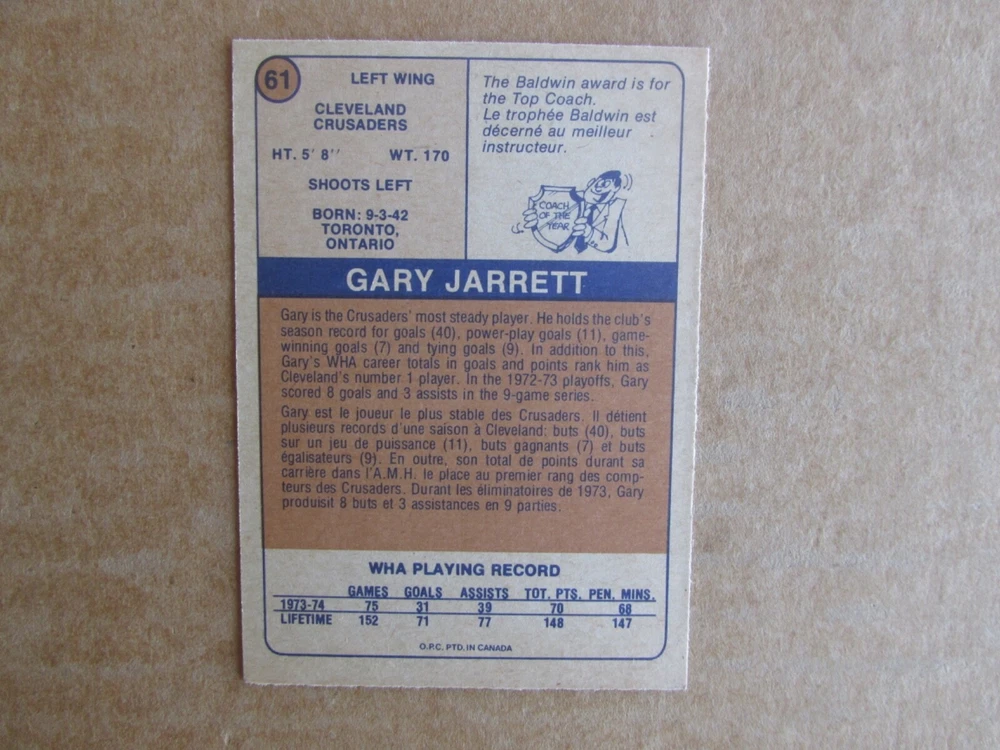 61
LEFT WING
CLEVELAND
CRUSADERS
HT. 5' 8'' WT. 170
SHOOTS LEFT
BORN: 9-3-42
TORONTO,
ONTARIO
The Baldwin award is for
the Top Coach.
Le trophée Baldwin est
décerné au meilleur
instructeur.
COACH
OF THE
YEAR
GARY JARRETT
Gary is the Crusaders' most steady player. He holds the club's
season record for goals (40), power-play goals (11), game-
winning goals (7) and tying goals (9). In addition to this,
Gary's WHA career totals in goals and points rank him as
Cleveland's number 1 player. In the 1972-73 playoffs, Gary
scored 8 goals and 3 assists in the 9-game series.
Gary est le joueur le plus stable des Crusaders. Il détient
plusieurs records d'une saison à Cleveland: buts (40), buts
sur un jeu de puissance (11), buts gagnants (7) et buts
égalisateurs (9). En outre, son total de points durant sa
carrière dans l'A.M.H. le place au premier rang des comp-
teurs des Crusaders. Durant les éliminatoires de 1973, Gary
produisit 8 buts et 3 assistances en 9 parties.
WHA PLAYING RECORD
GAMES GOALS ASSISTS TOT. PTS. PEN. MINS.
1973-74 75 31 39 70 68
LIFETIME 152 71 77 148 147
O.P.C. PTD. IN CANADA